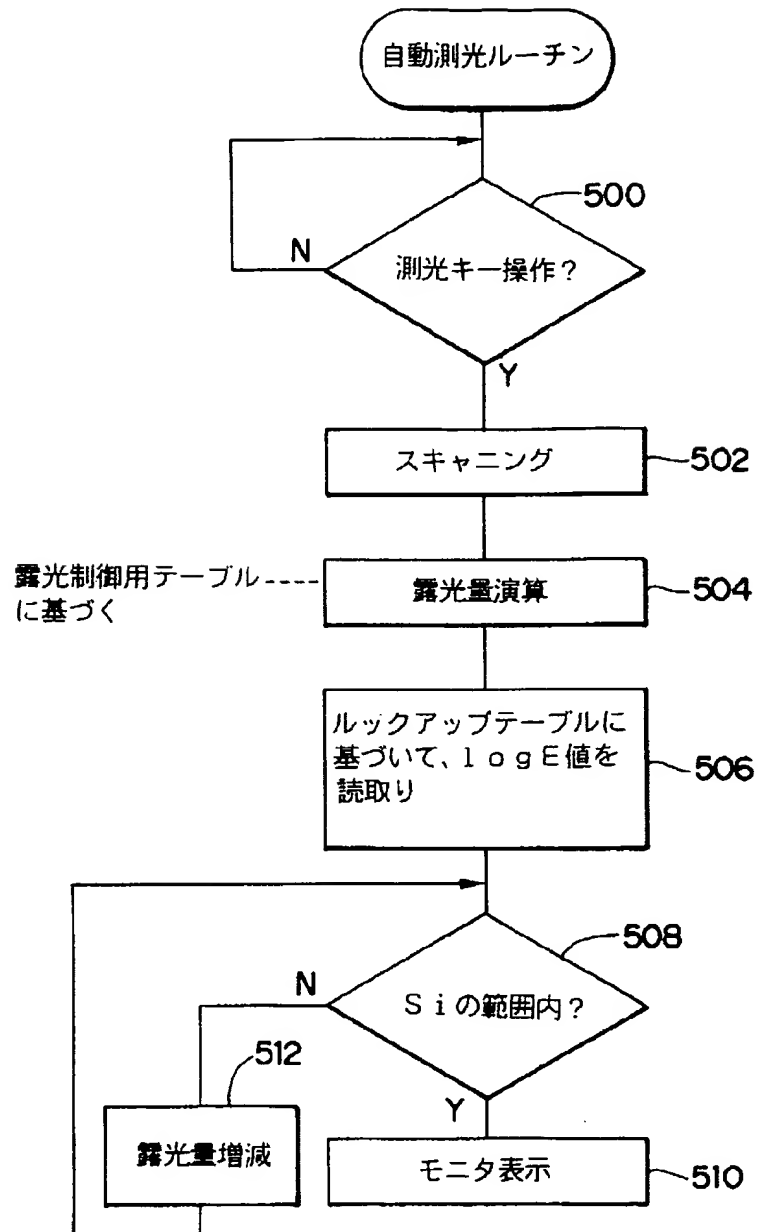 自動測光ルーチン
500
N
測光キー操作？
Y
スキャニング
502
露光制御用テーブル
に基づく
露光量演算
504
ルックアップテーブルに
基づいて、ｌｏｇＥ値を
読取り
506
508
N
Ｓｉの範囲内？
512
Y
露光量増減
モニタ表示
510